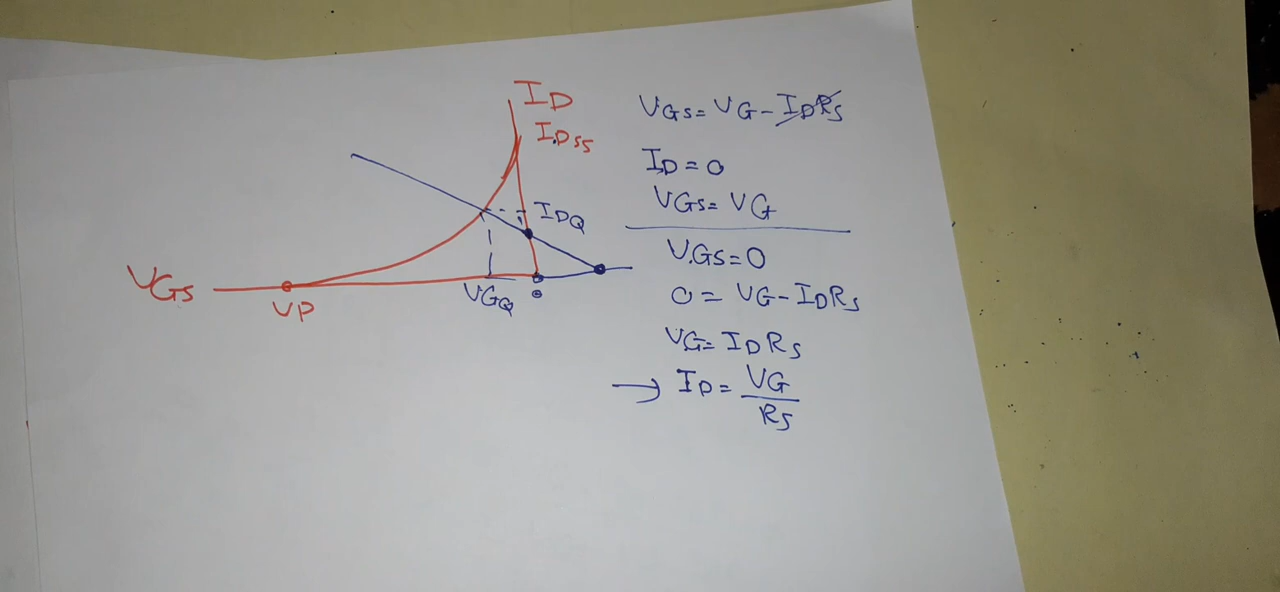 ID
IDSS
IDQ
VGS
VP
VGQ
0
VGS = VG - IDRS
ID = 0
VGS = VG
VGS = 0
0 = VG - IDRS
VG = IDRS
→ ID = VG
RS